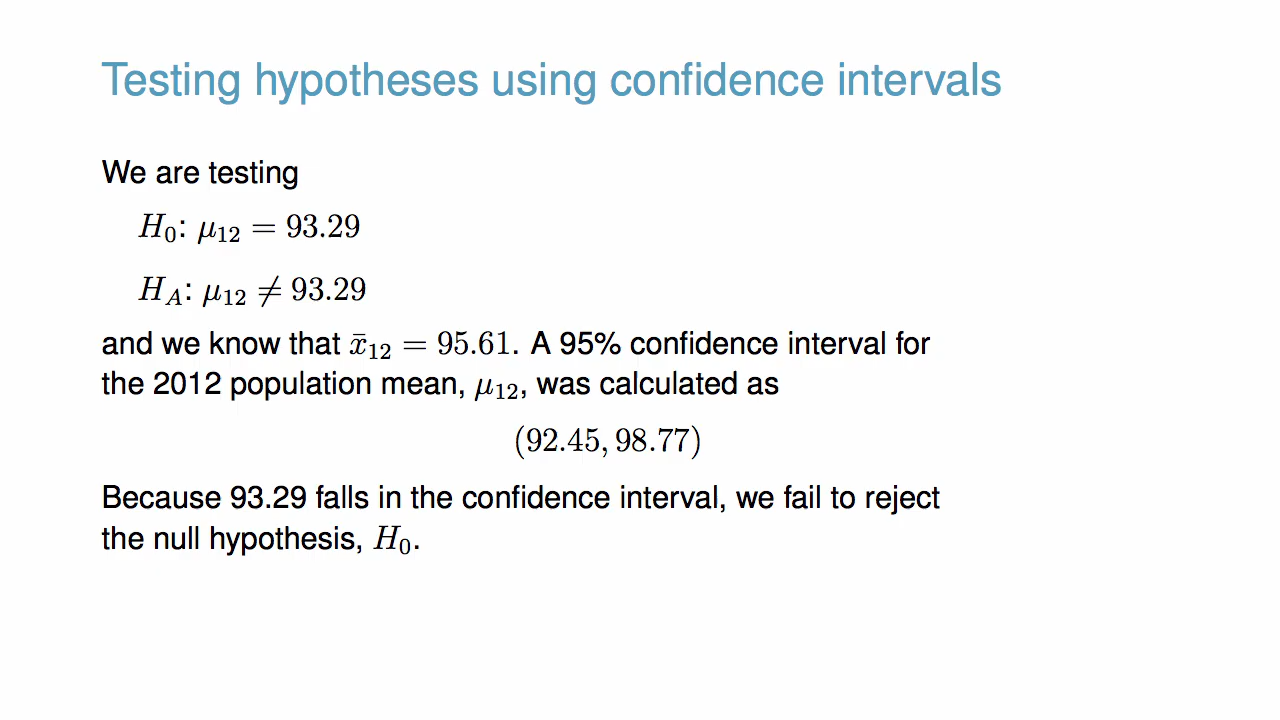 Testing hypotheses using confidence intervals
We are testing
H₀: μ₁₂ = 93.29
H_A: μ₁₂ ≠ 93.29
and we know that x̄₁₂ = 95.61. A 95% confidence interval for
the 2012 population mean, μ₁₂, was calculated as
(92.45, 98.77)
Because 93.29 falls in the confidence interval, we fail to reject
the null hypothesis, H₀.